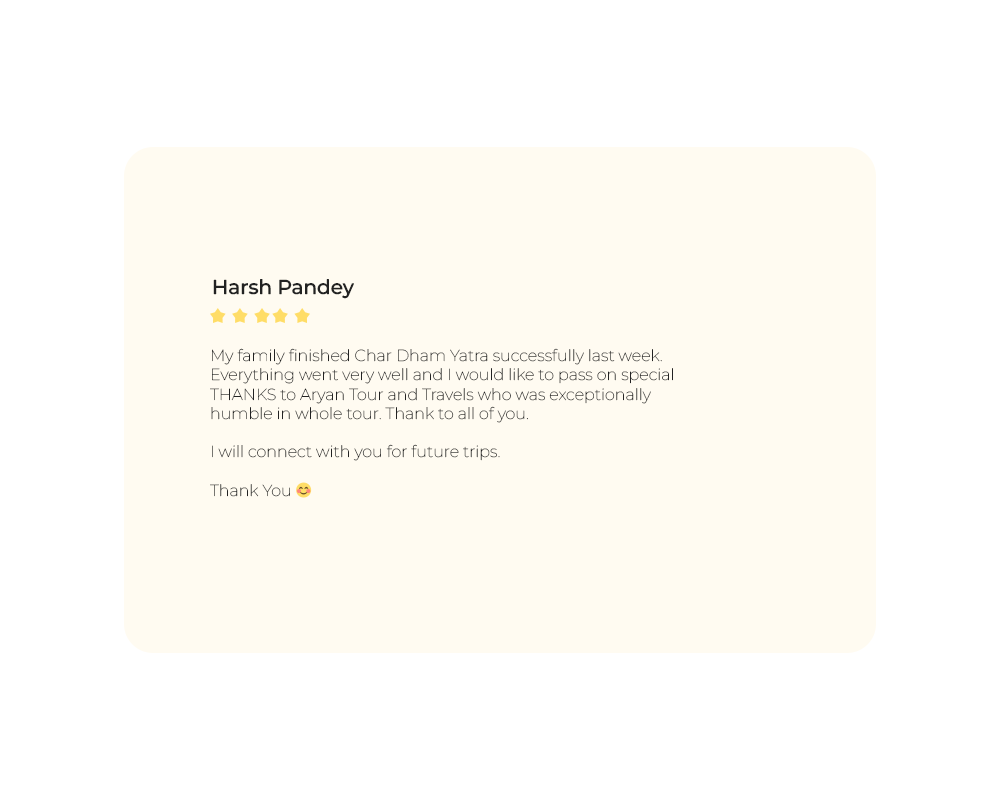 Harsh Pandey
My family finished Char Dham Yatra successfully last week.
Everything went very well and I would like to pass on special
THANKS to Aryan Tour and Travels who was exceptionally
humble in whole tour. Thank to all of you.
I will connect with you for future trips.
Thank You 😊